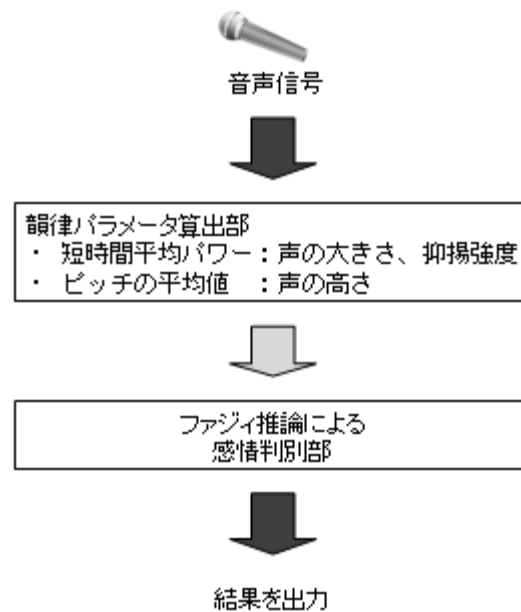 音声信号
韻律パラメータ算出部
・ 短時間平均パワー：声の大きさ、抑揚強度
・ ピッチの平均値 ：声の高さ
ファジィ推論による
感情判別部
結果を出力